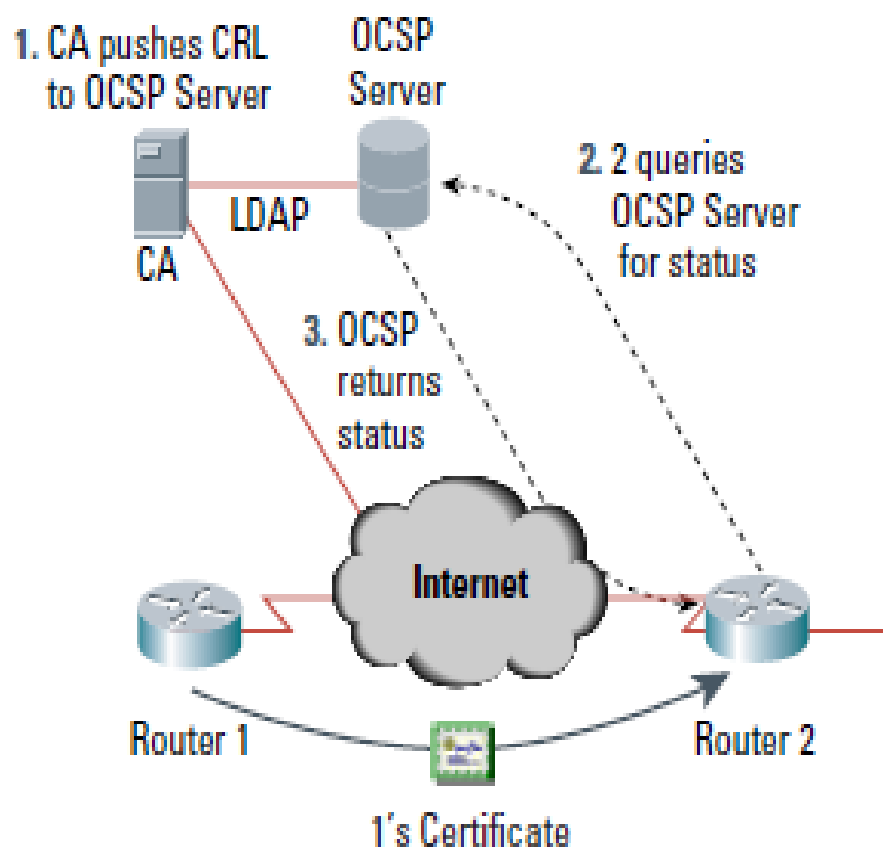 1. CA pushes CRL
to OCSP Server
OCSP
Server
2. 2 queries
OCSP Server
for status
LDAP
CA
3. OCSP
returns
status
Internet
Router 1
Router 2
1's Certificate